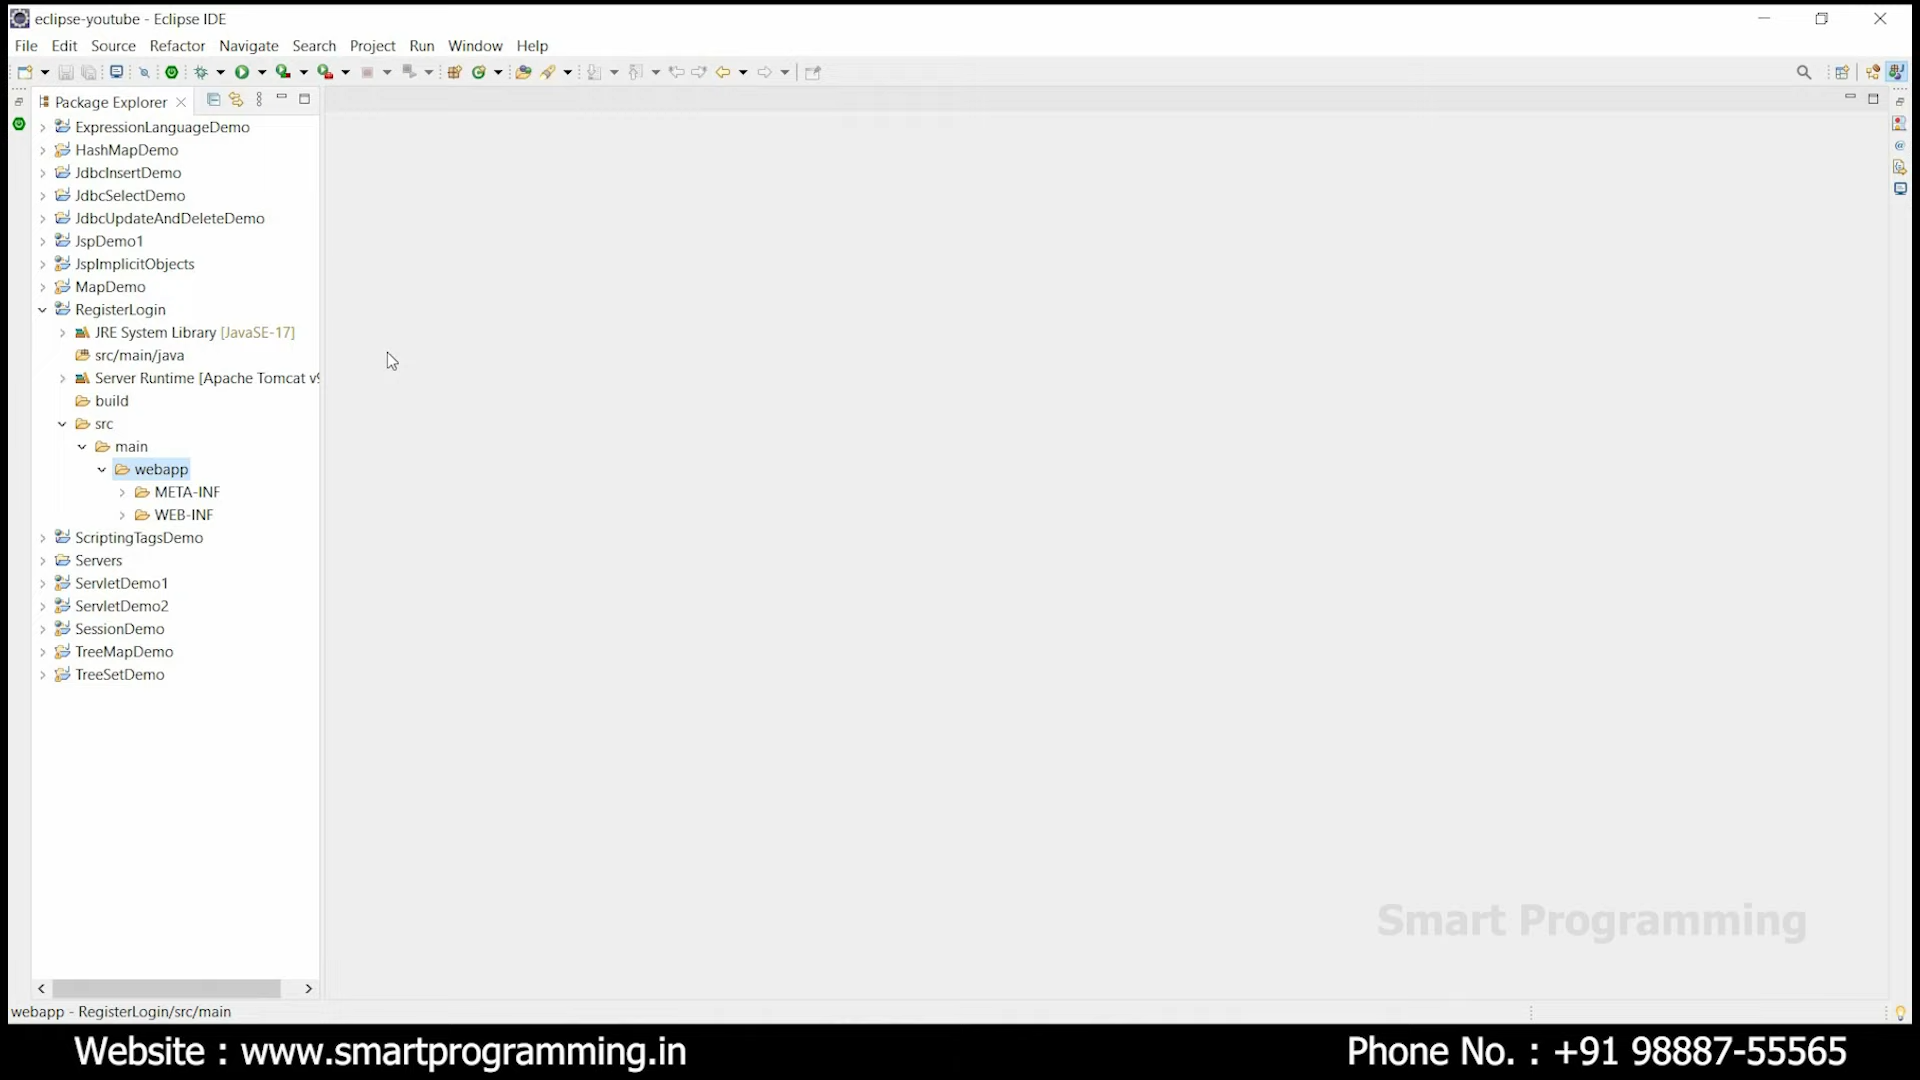 eclipse-youtube - Eclipse IDE
File Edit Source Refactor Navigate Search Project Run Window Help
Package Explorer
ExpressionLanguageDemo
HashMapDemo
JdbcInsertDemo
JdbcSelectDemo
JdbcUpdateAndDeleteDemo
JspDemo1
JspImplicitObjects
MapDemo
RegisterLogin
JRE System Library [JavaSE-17]
src/main/java
Server Runtime [Apache Tomcat v9
build
src
main
webapp
META-INF
WEB-INF
ScriptingTagsDemo
Servers
ServletDemo1
ServletDemo2
SessionDemo
TreeMapDemo
TreeSetDemo
Smart Programming
webapp - RegisterLogin/src/main
Website : www.smartprogramming.in Phone No. : +91 98887-55565